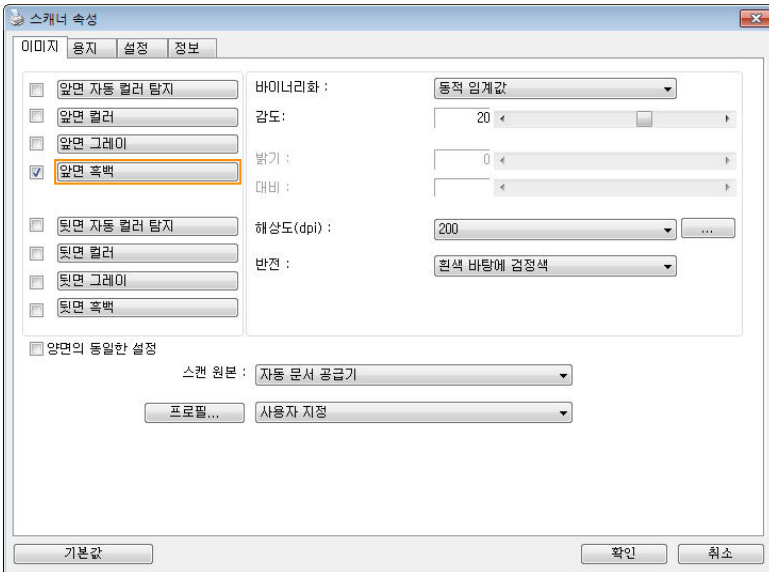 스캐너 속성
이미지 용지 설정 정보
앞면 자동 컬러 탐지
앞면 컬러
앞면 그레이
앞면 흑백
뒷면 자동 컬러 탐지
뒷면 컬러
뒷면 그레이
뒷면 흑백
바이너리화 : 동적 임계값
감도: 20
밝기 : 0
대비 :
해상도(dpi) : 200 ...
반전 : 흰색 바탕에 검정색
양면의 동일한 설정
스캔 원본 : 자동 문서 공급기
프로필... 사용자 지정
기본값 확인 취소